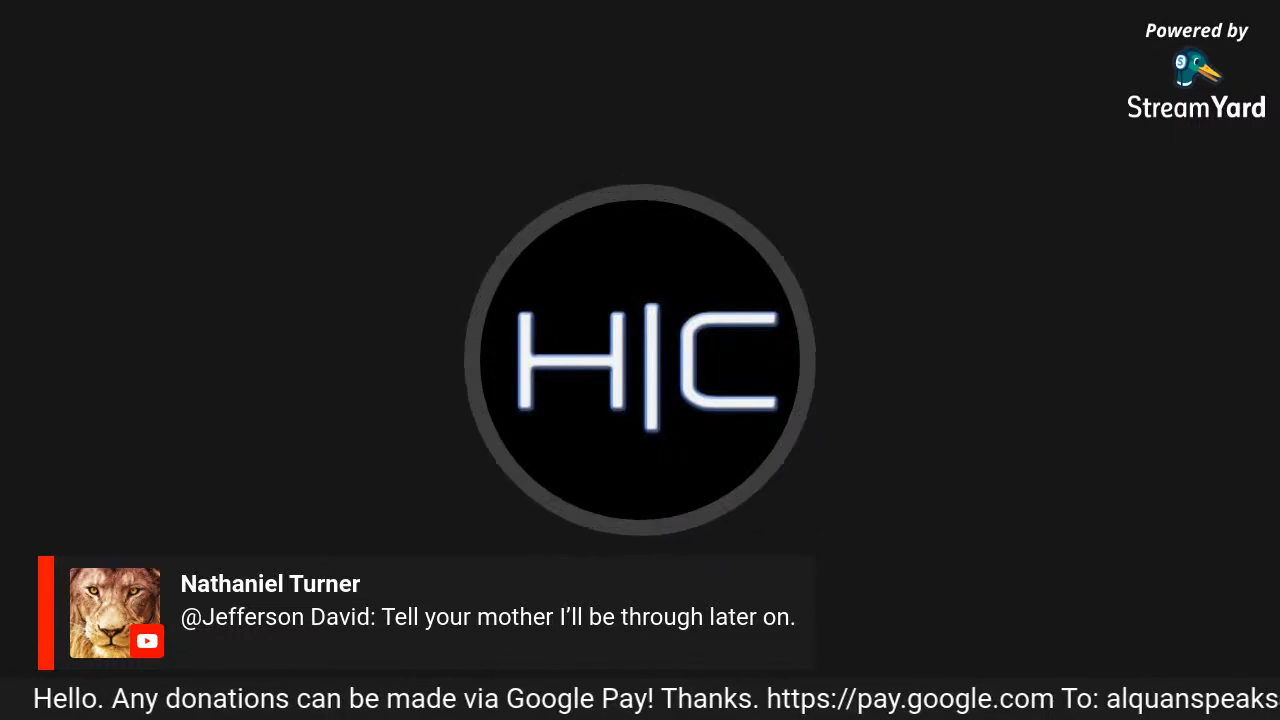 Powered by
StreamYard
H|C
Nathaniel Turner
@Jefferson David: Tell your mother I’ll be through later on.
Hello. Any donations can be made via Google Pay! Thanks. https://pay.google.com To: alquanspeaks